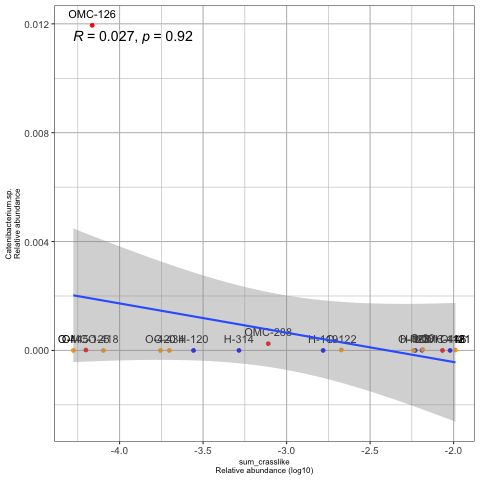 OMC-126
R = 0.027, p = 0.92
0.012
0.008
0.004
0.000
Catenibacterium.sp.
Relative abundance
OMC-208
H-120
H-314
-4.0
-3.5
-3.0
-2.5
-2.0
sum_crasslike
Relative abundance (log10)